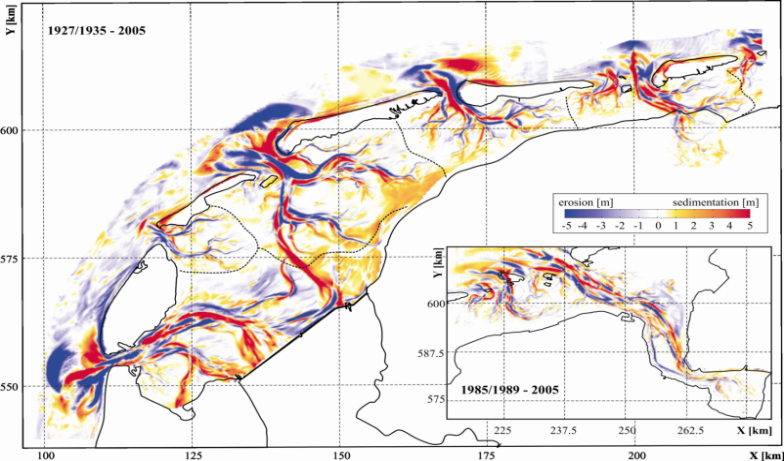 1927/1935 - 2005
Y [km]
600
575
550
100
125
150
175
200
X [km]
erosion [m] sedimentation [m]
-5 -4 -3 -2 -1 0 1 2 3 4 5
Y [km]
600
587.5
575
1985/1989 - 2005
225
237.5
250
262.5
X [km]